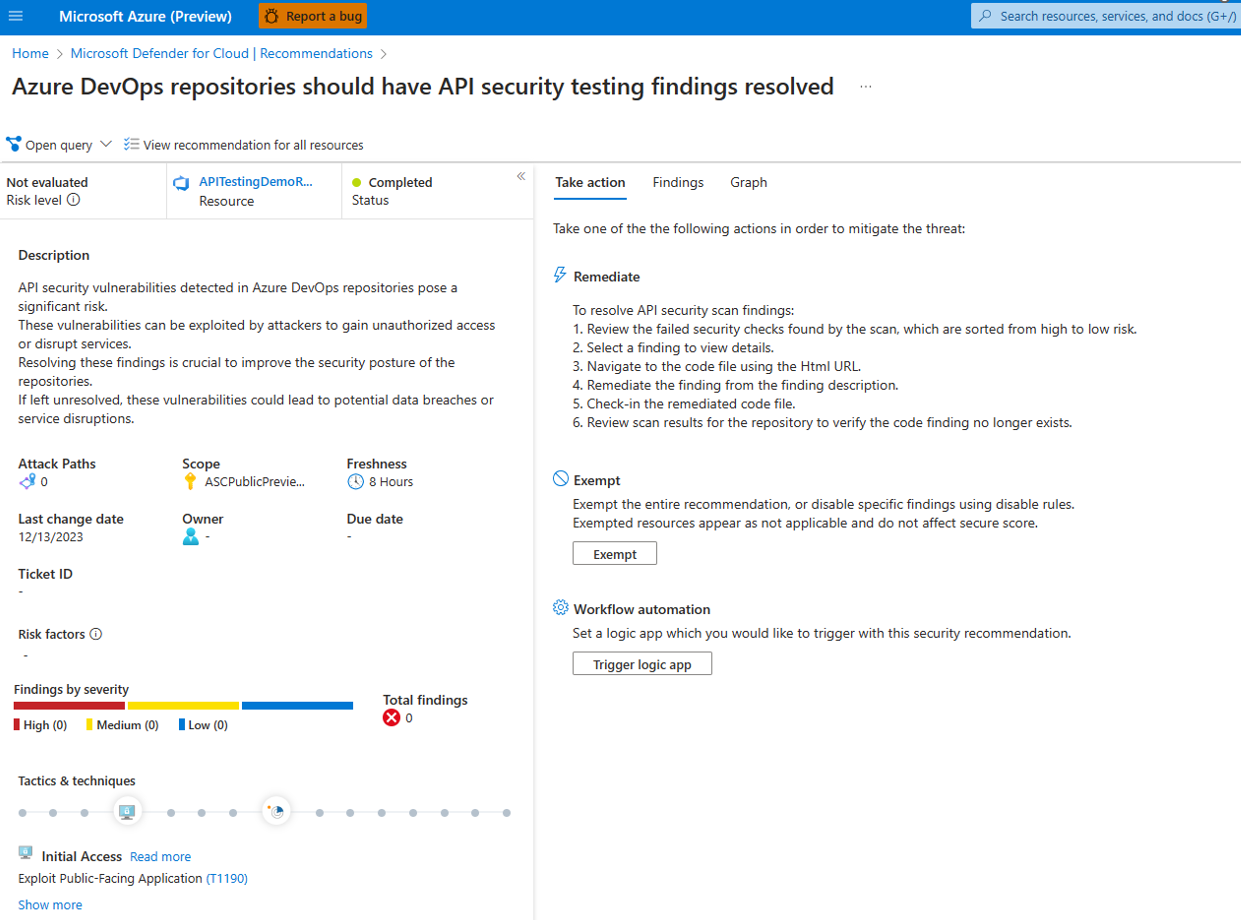 Microsoft Azure (Preview)
Report a bug
Search resources, services, and docs (G+/)
Home > Microsoft Defender for Cloud | Recommendations >
Azure DevOps repositories should have API security testing findings resolved ...
Open query
View recommendation for all resources
Not evaluated
Risk level
APITestingDemoR...
Resource
Completed
Status
«
Description
API security vulnerabilities detected in Azure DevOps repositories pose a
significant risk.
These vulnerabilities can be exploited by attackers to gain unauthorized access
or disrupt services.
Resolving these findings is crucial to improve the security posture of the
repositories.
If left unresolved, these vulnerabilities could lead to potential data breaches or
service disruptions.
Attack Paths
0
Scope
ASCPublicPrevie...
Freshness
8 Hours
Last change date
12/13/2023
Owner
-
Due date
-
Ticket ID
-
Risk factors
-
Findings by severity
High (0)
Medium (0)
Low (0)
Total findings
0
Tactics & techniques
Initial Access Read more
Exploit Public-Facing Application (T1190)
Show more
Take action
Findings
Graph
Take one of the the following actions in order to mitigate the threat:
Remediate
To resolve API security scan findings:
1. Review the failed security checks found by the scan, which are sorted from high to low risk.
2. Select a finding to view details.
3. Navigate to the code file using the Html URL.
4. Remediate the finding from the finding description.
5. Check-in the remediated code file.
6. Review scan results for the repository to verify the code finding no longer exists.
Exempt
Exempt the entire recommendation, or disable specific findings using disable rules.
Exempted resources appear as not applicable and do not affect secure score.
Exempt
Workflow automation
Set a logic app which you would like to trigger with this security recommendation.
Trigger logic app